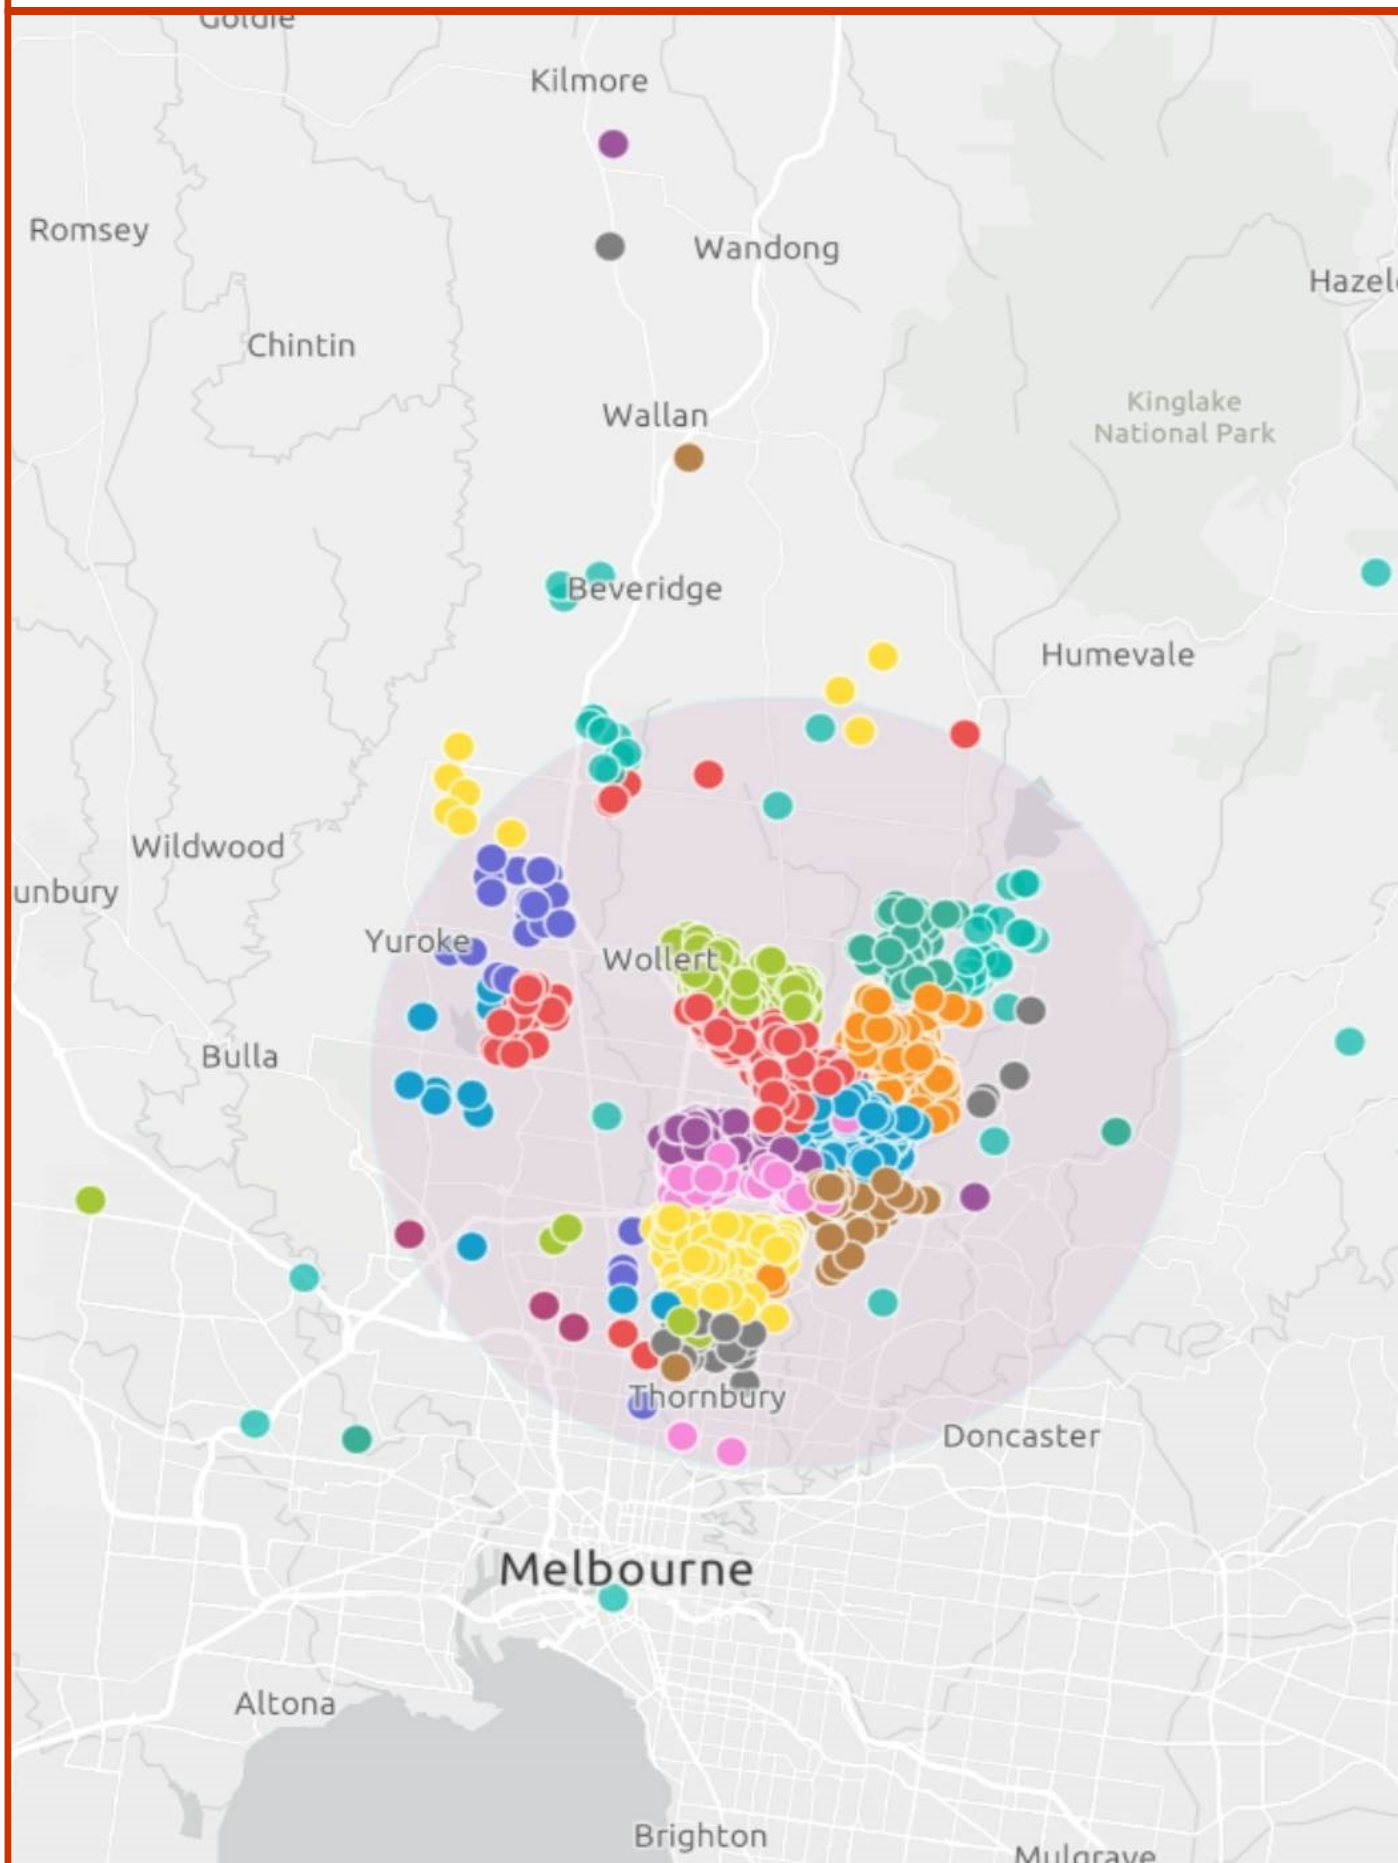 Goldie
Kilmore
Romsey
Wandong
Hazel
Chintin
Wallan
Kinglake
National Park
Beveridge
Humevale
Wildwood
unbury
Yuroke
Wollert
Bulla
Thornbury
Doncaster
Melbourne
Altona
Brighton
Mulgrave